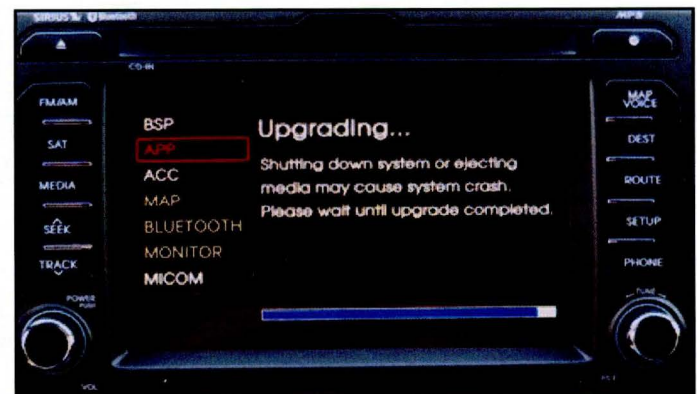 SIRIUS Bluetooth
MP3
CD-IN
FM/AM
SAT
MEDIA
SEEK
TRACK
POWER
PUSH
VOL
BSP
APP
ACC
MAP
BLUETOOTH
MONITOR
MICOM
Upgrading...
Shutting down system or ejecting
media may cause system crash.
Please wait until upgrade completed.
MAP
VOICE
DEST
ROUTE
SETUP
PHONE
TUNE